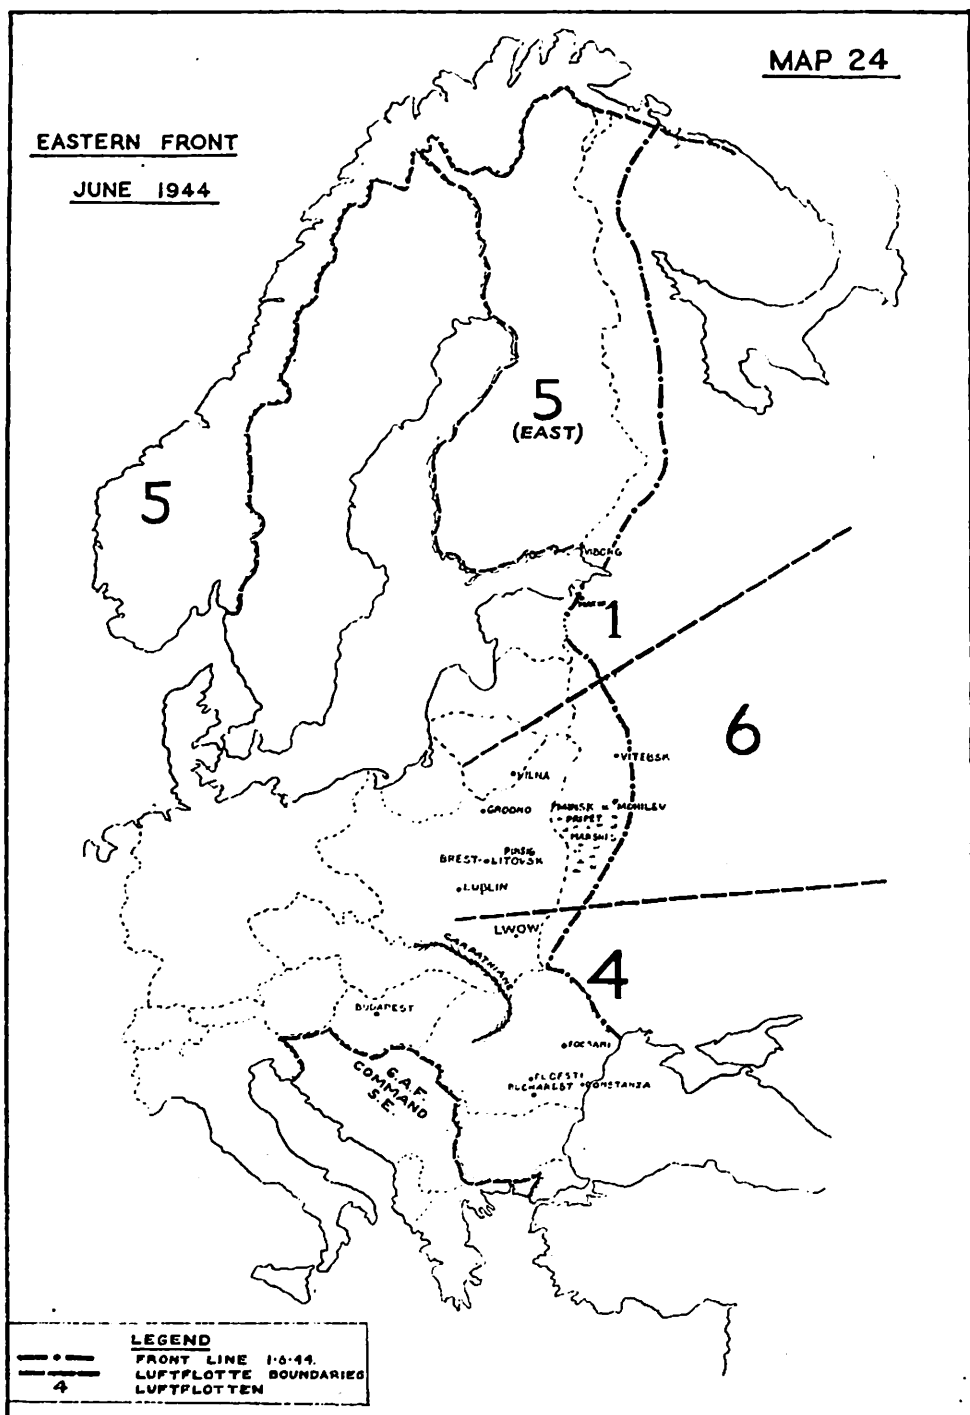 MAP 24
EASTERN FRONT
JUNE 1944
5
(EAST)
5
VIBORG
1
6
VITEBSK
VILNA
MINSK
MOHILEV
GRODNO
PRIPET
MARSHES
PINSK
BREST-LITOVSK
LUBLIN
LWOW
CARPATHIANS
4
BUDAPEST
FOCSANI
G.A.F.
COMMAND
S.E.
PLOESTI
BUCHAREST
CONSTANZA
LEGEND
FRONT LINE 1·6·44.
LUFTFLOTTE BOUNDARIES
4 LUFTFLOTTEN